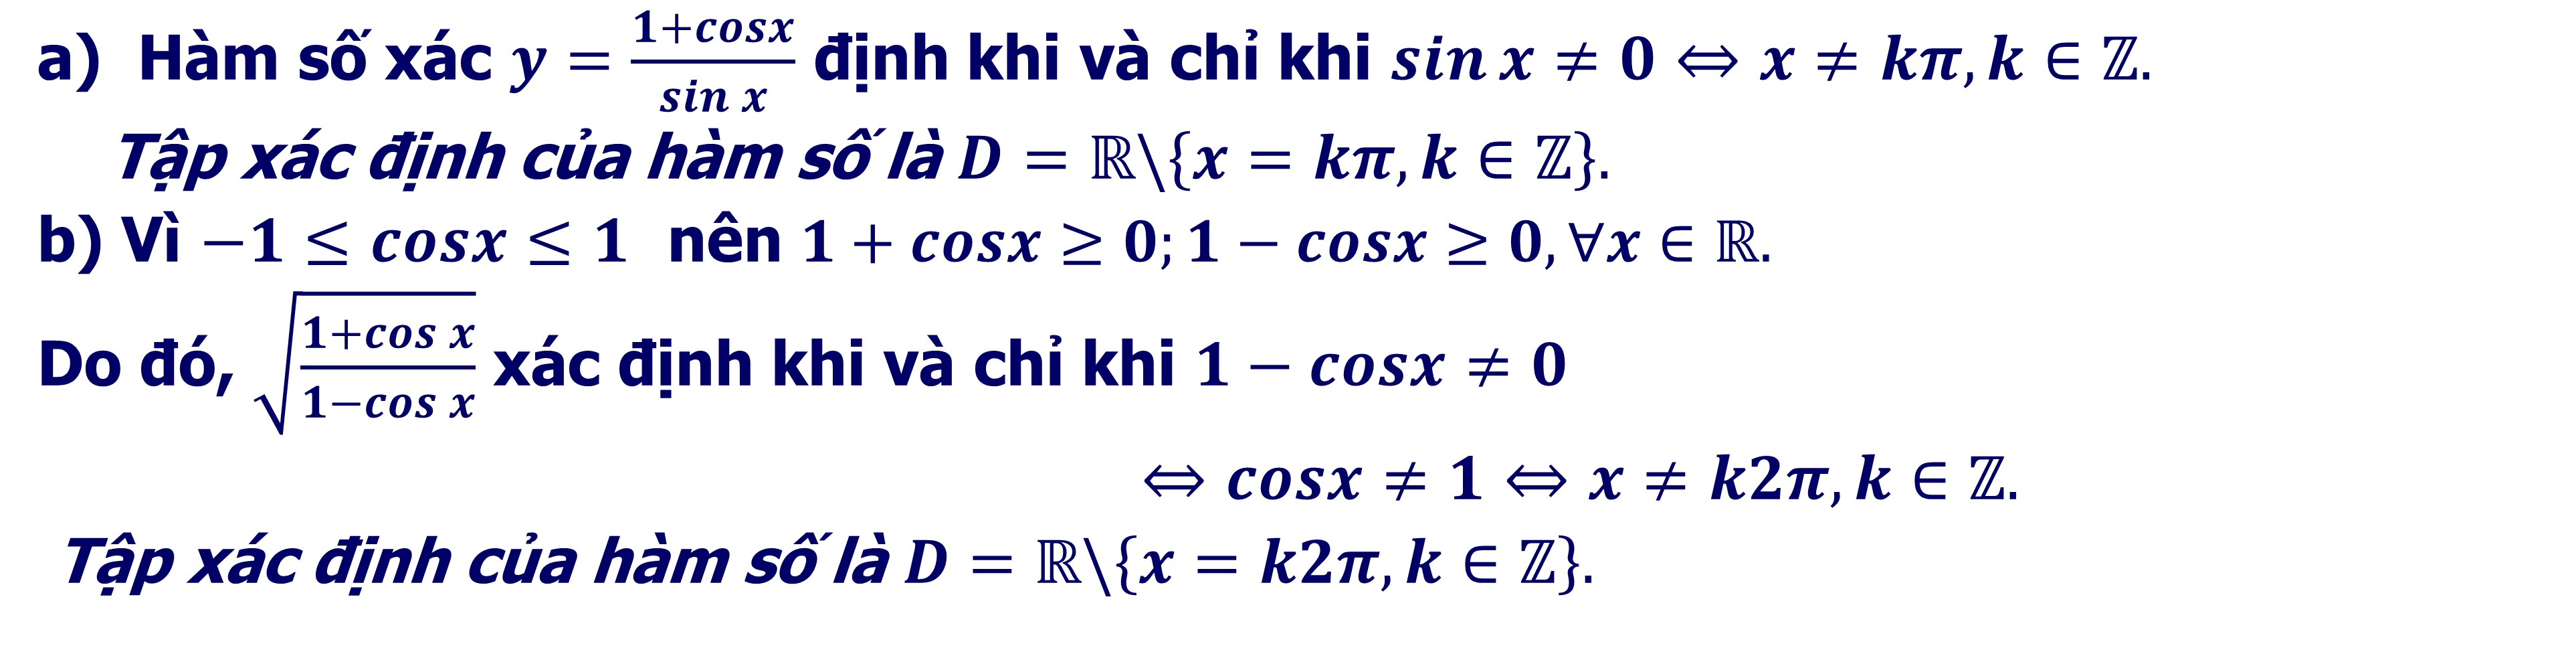 a) Hàm số xác y = \frac{1+cosx}{sin x} định khi và chỉ khi sin x ≠ 0 ⇔ x ≠ kπ, k ∈ ℤ.
Tập xác định của hàm số là D = ℝ\{x = kπ, k ∈ ℤ}.
b) Vì −1 ≤ cosx ≤ 1 nên 1 + cosx ≥ 0; 1 − cosx ≥ 0, ∀x ∈ ℝ.
Do đó, \sqrt{\frac{1+cos x}{1−cos x}} xác định khi và chỉ khi 1 − cosx ≠ 0
⇔ cosx ≠ 1 ⇔ x ≠ k2π, k ∈ ℤ.
Tập xác định của hàm số là D = ℝ\{x = k2π, k ∈ ℤ}.